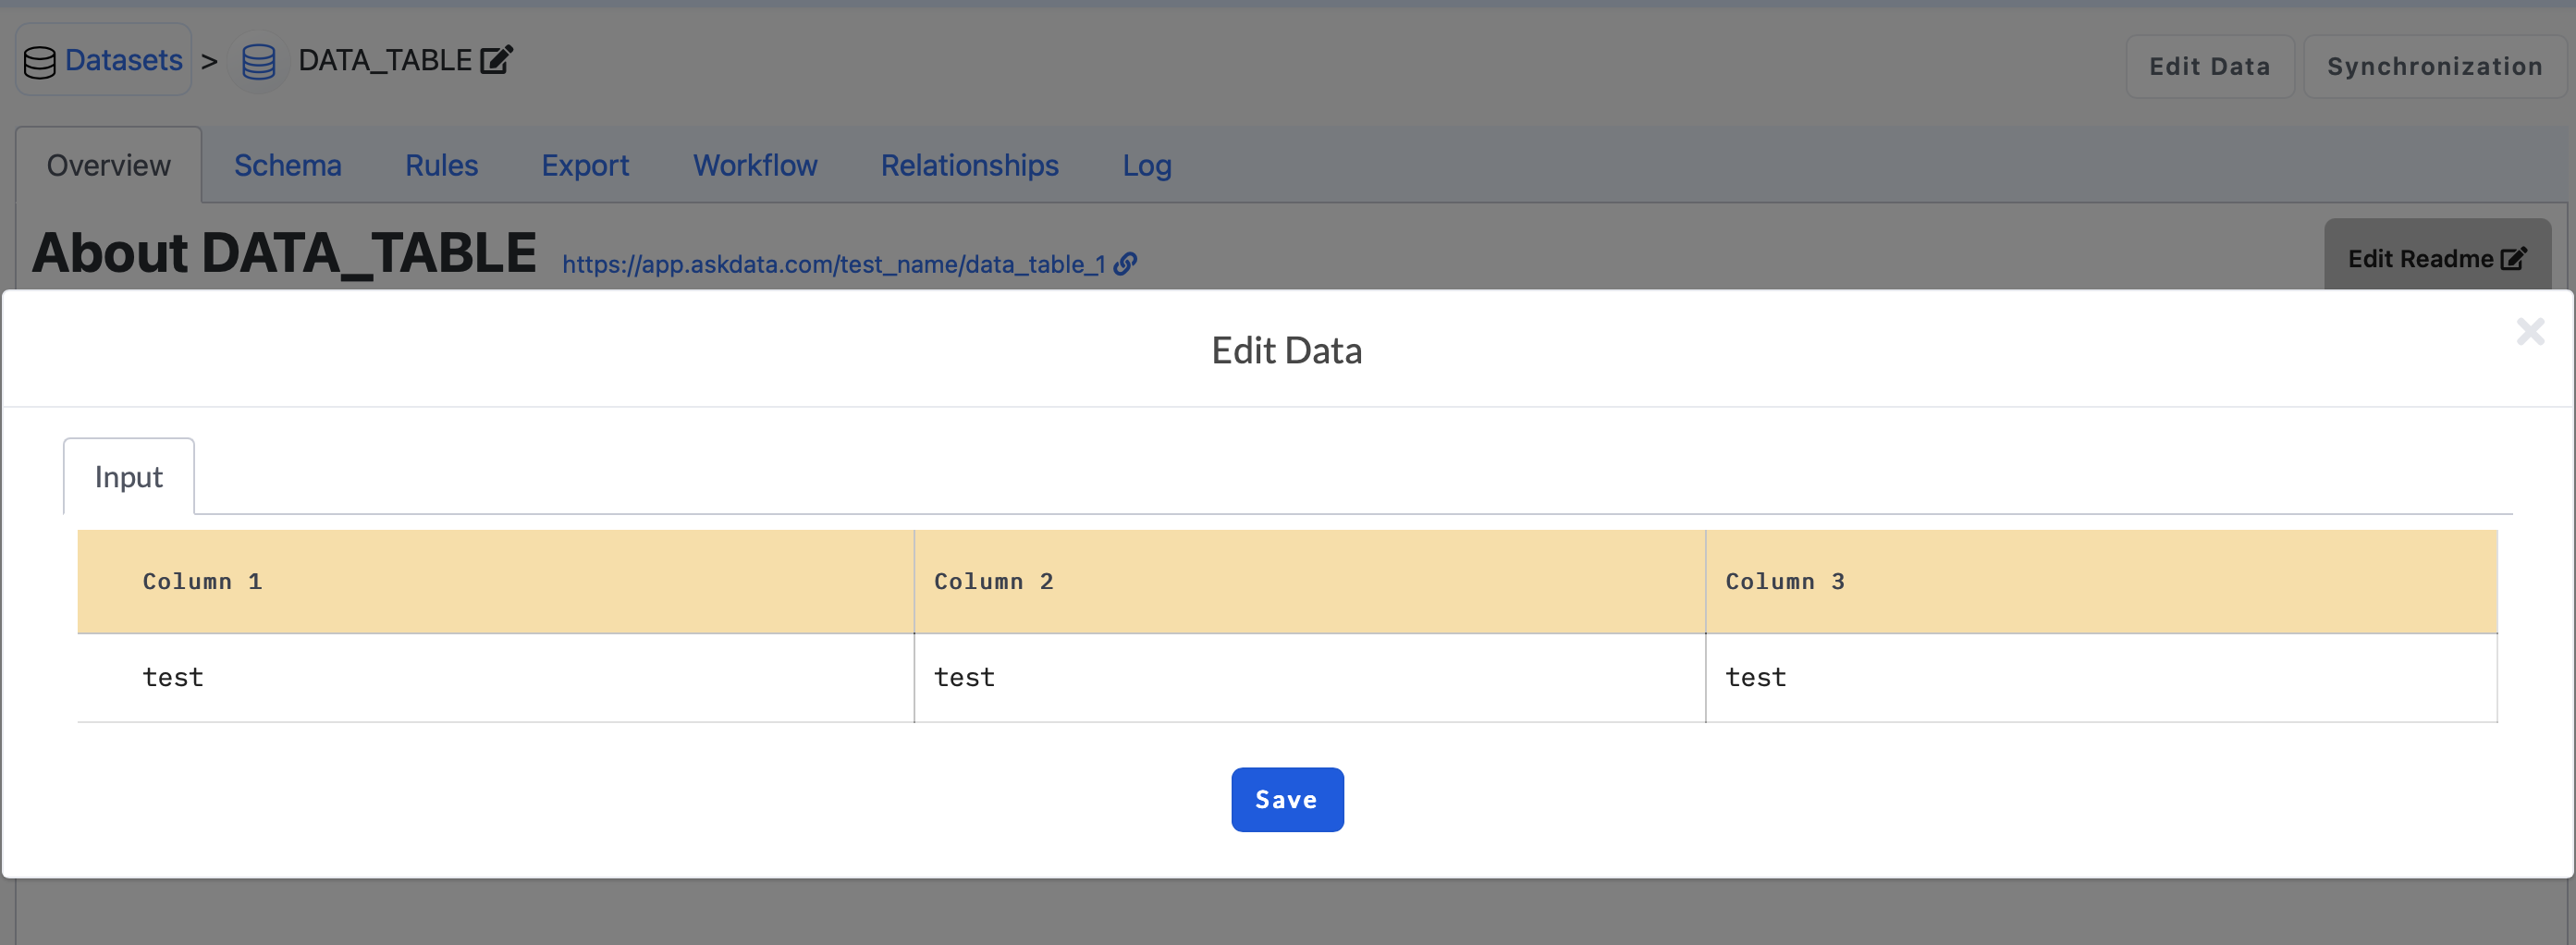 Datasets > DATA_TABLE
Edit Data Synchronization
Overview Schema Rules Export Workflow Relationships Log
About DATA_TABLE https://app.askdata.com/test_name/data_table_1
Edit Readme
Edit Data
Input
Column 1 Column 2 Column 3
test test test
Save